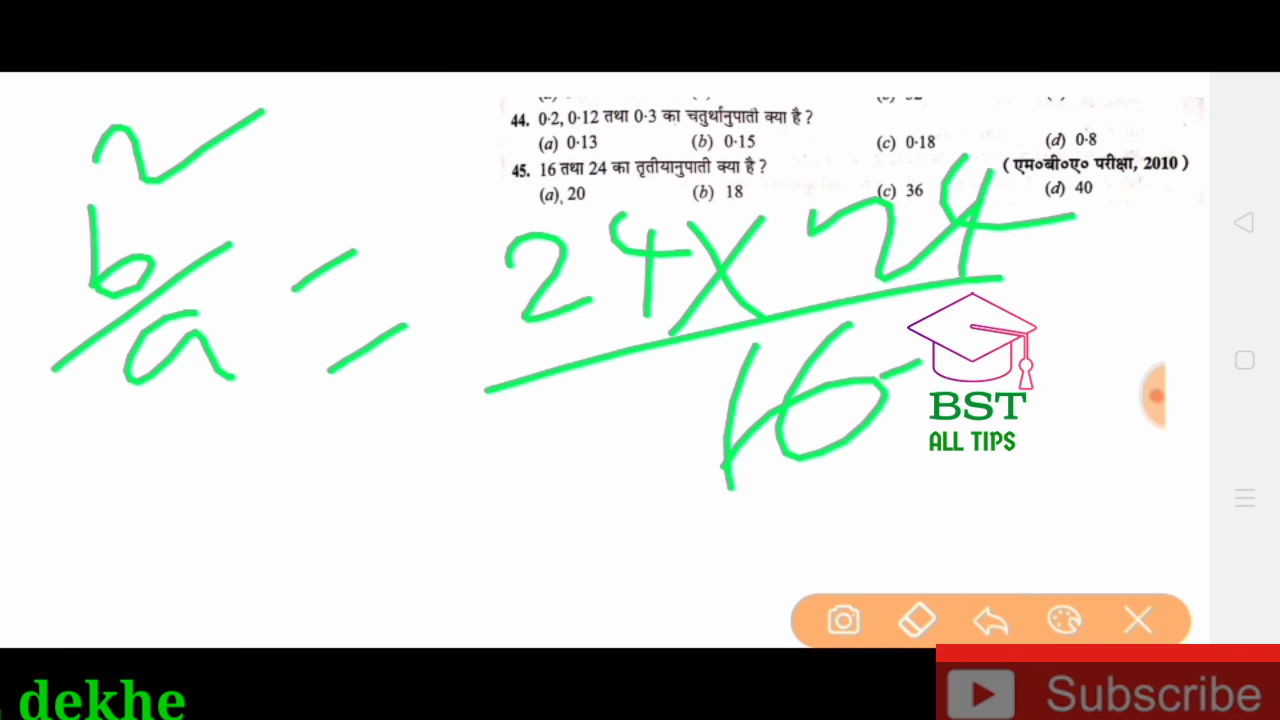 44. 0·2, 0·12 तथा 0·3 का चतुर्थानुपाती क्या है ?
(a) 0·13 (b) 0·15 (c) 0·18 (d) 0·8
45. 16 तथा 24 का तृतीयानुपाती क्या है ? ( एम०बी०ए० परीक्षा, 2010 )
(a) 20 (b) 18 (c) 36 (d) 40
2
b/a = 24 x 24
16
BST
ALL TIPS
dekhe
Subscribe